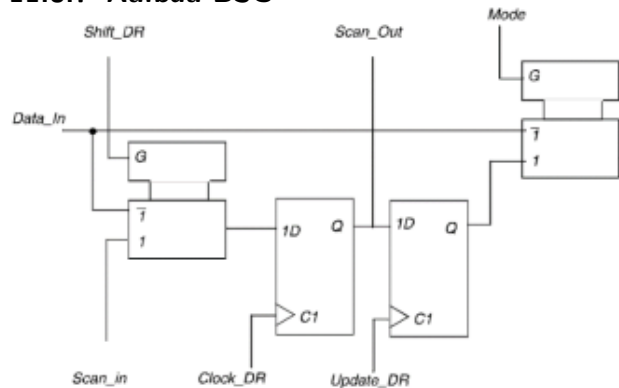 Shift_DR
Scan_Out
Mode
G
Data_In
1
1
G
1
1
1D
Q
1D
Q
C1
C1
Scan_in
Clock_DR
Update_DR